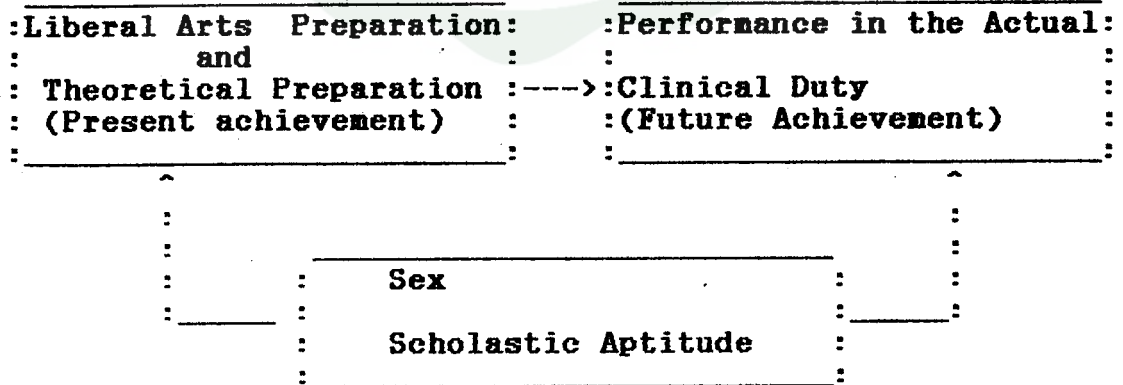 Liberal Arts Preparation
and
Theoretical Preparation
(Present achievement)
Performance in the Actual
Clinical Duty
(Future Achievement)
Sex
Scholastic Aptitude